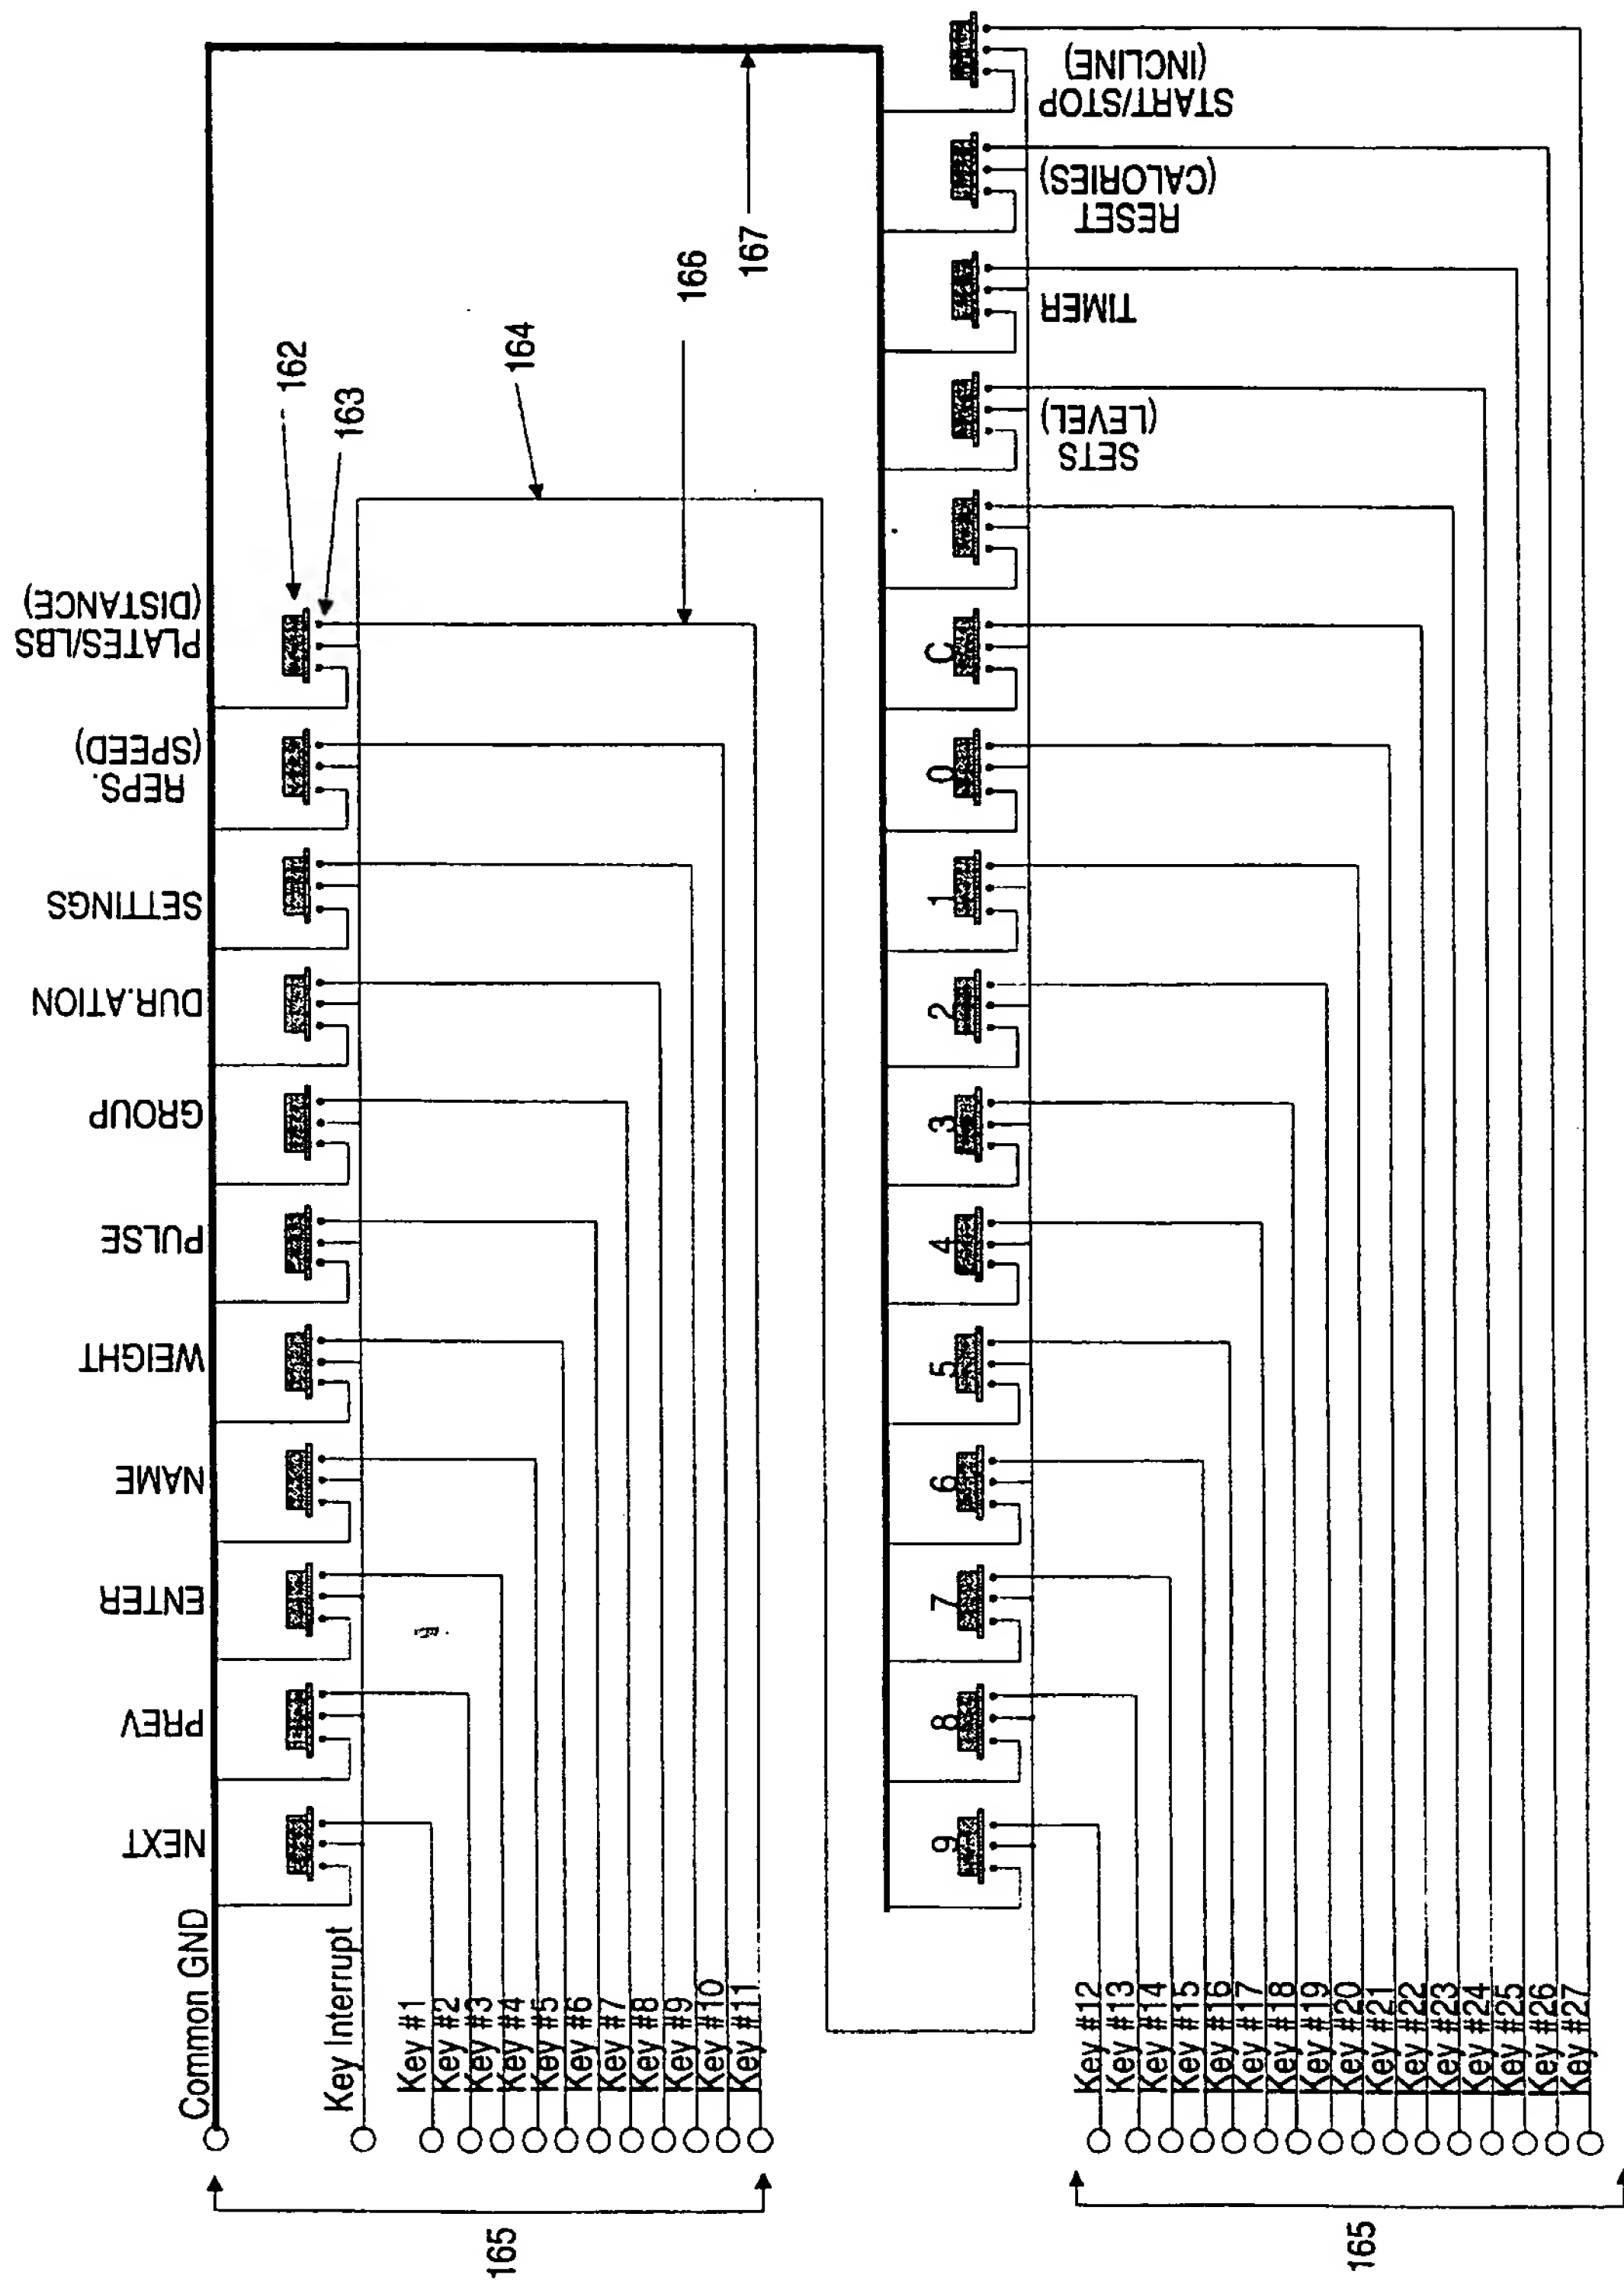 Common GND
NEXT
PREV
ENTER
NAME
WEIGHT
PULSE
GROUP
DUR.ATION
SETTINGS
REPS.
(SPEED)
PLATES/LBS
(DISTANCE)
162
163
164
166
167
Key Interrupt
Key #1
Key #2
Key #3
Key #4
Key #5
Key #6
Key #7
Key #8
Key #9
Key #10
Key #11
165
9
8
7
6
5
4
3
2
1
0
C
.
SETS
(LEVEL)
TIMER
RESET
(CALORIES)
START/STOP
(INCLINE)
Key #12
Key #13
Key #14
Key #15
Key #16
Key #17
Key #18
Key #19
Key #20
Key #21
Key #22
Key #23
Key #24
Key #25
Key #26
Key #27
165